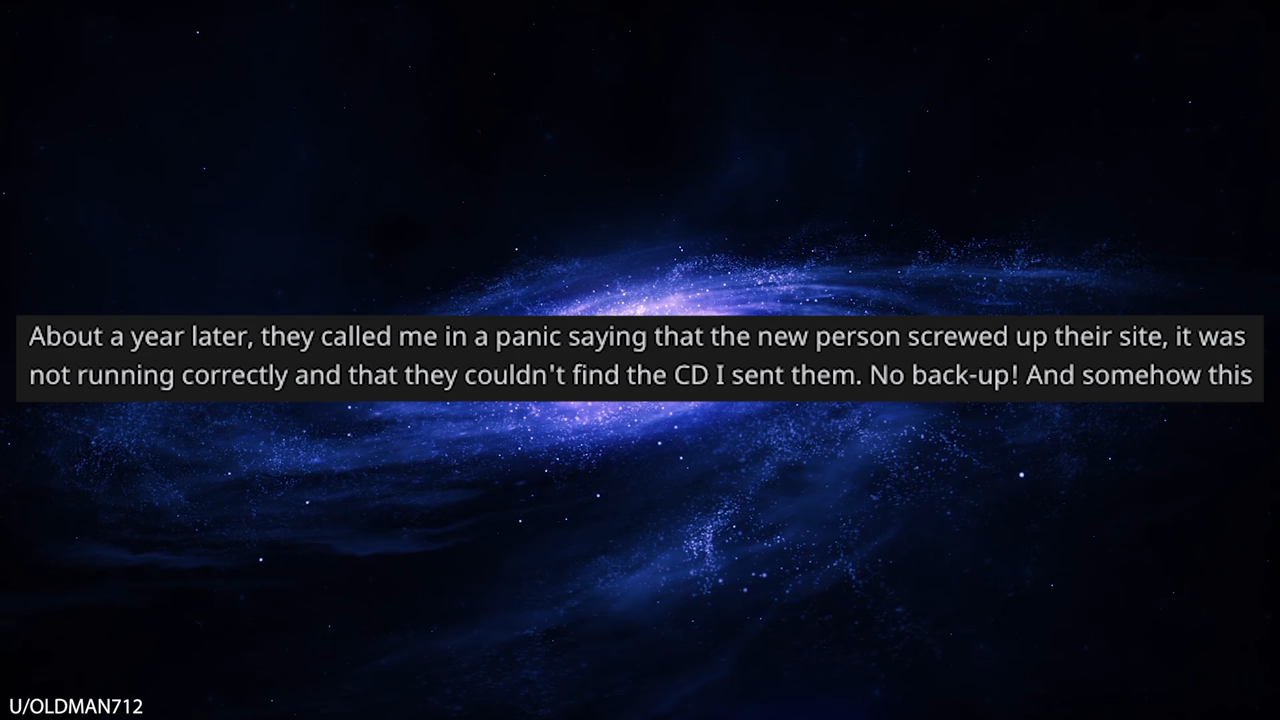 About a year later, they called me in a panic saying that the new person screwed up their site, it was
not running correctly and that they couldn't find the CD I sent them. No back-up! And somehow this
U/OLDMAN712